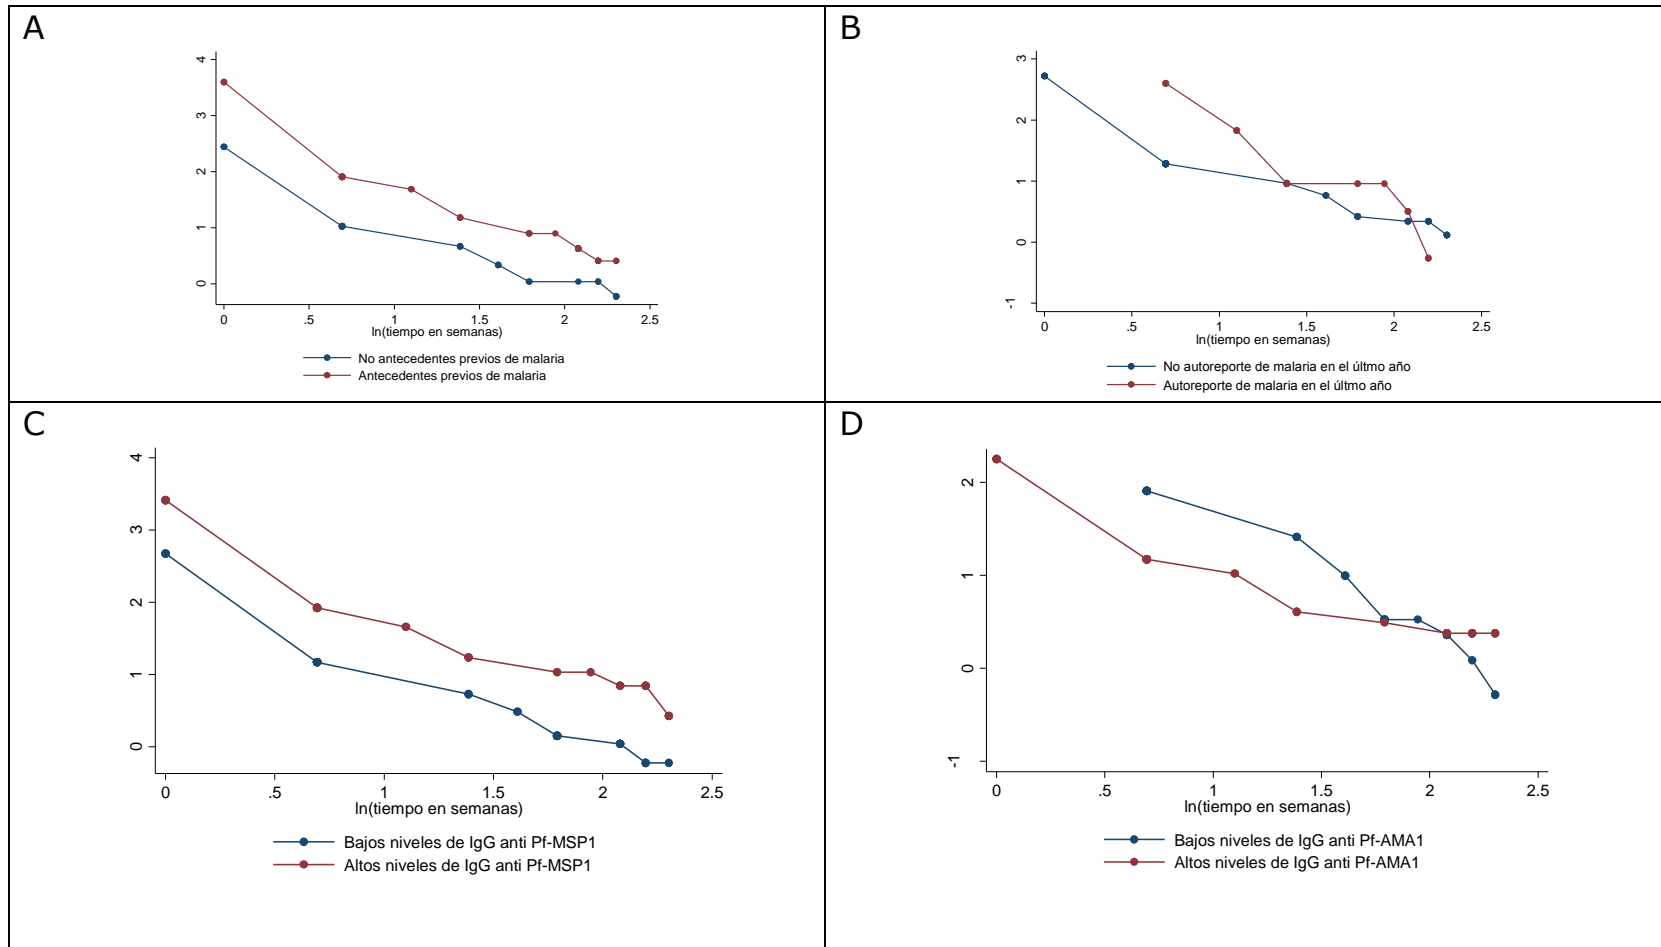 A
4
3
2
1
0
0
.5
1
1.5
2
2.5
ln(tiempo en semanas)
No antecedentes previos de malaria
Antecedentes previos de malaria
B
3
2
1
0
-1
0
.5
1
1.5
2
2.5
ln(tiempo en semanas)
No autoreporte de malaria en el últmo año
Autoreporte de malaria en el últmo año
C
4
3
2
1
0
0
.5
1
1.5
2
2.5
ln(tiempo en semanas)
Bajos niveles de IgG anti Pf-MSP1
Altos niveles de IgG anti Pf-MSP1
D
2
1
0
-1
0
.5
1
1.5
2
2.5
ln(tiempo en semanas)
Bajos niveles de IgG anti Pf-AMA1
Altos niveles de IgG anti Pf-AMA1